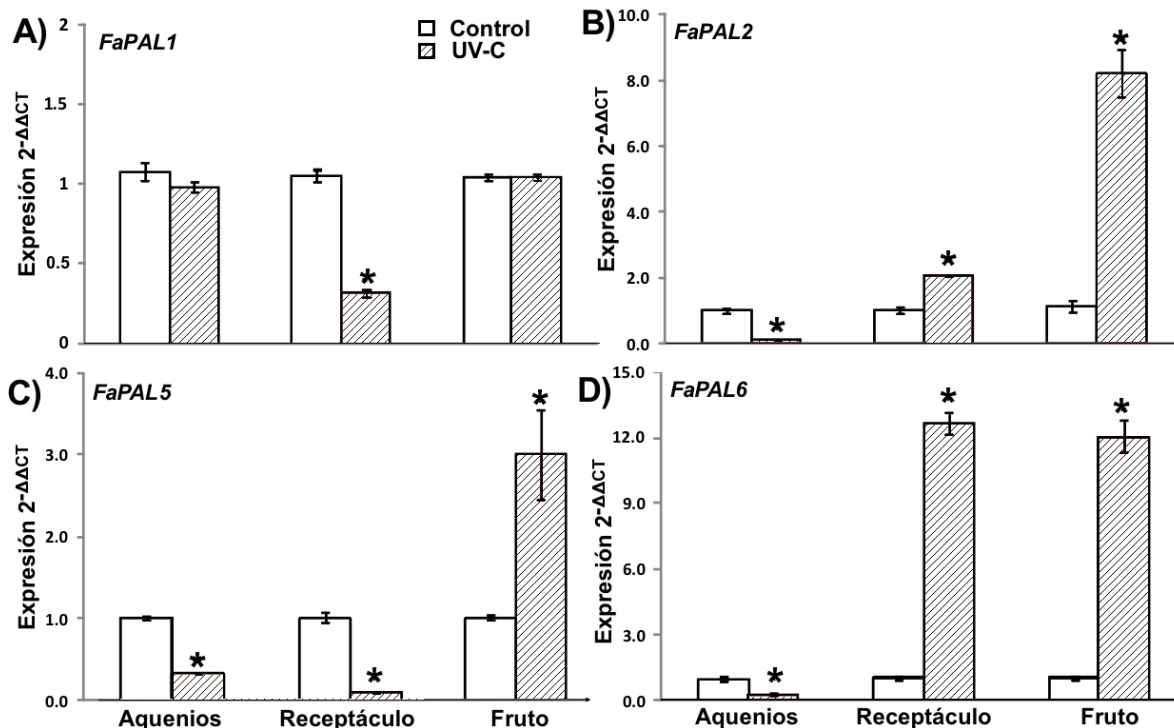 A)
FaPAL1
Control
UV-C
Expresión 2-ΔΔCT
2
1.5
1
0.5
0
*
B)
FaPAL2
Expresión 2-ΔΔCT
10.0
8.0
6.0
4.0
2.0
0.0
*
*
*
C)
FaPAL5
Expresión 2-ΔΔCT
4.0
3.0
2.0
1.0
0.0
*
*
*
Aquenios Receptáculo Fruto
D)
FaPAL6
Expresión 2-ΔΔCT
15.0
12.0
9.0
6.0
3.0
0.0
*
*
*
Aquenios Receptáculo Fruto